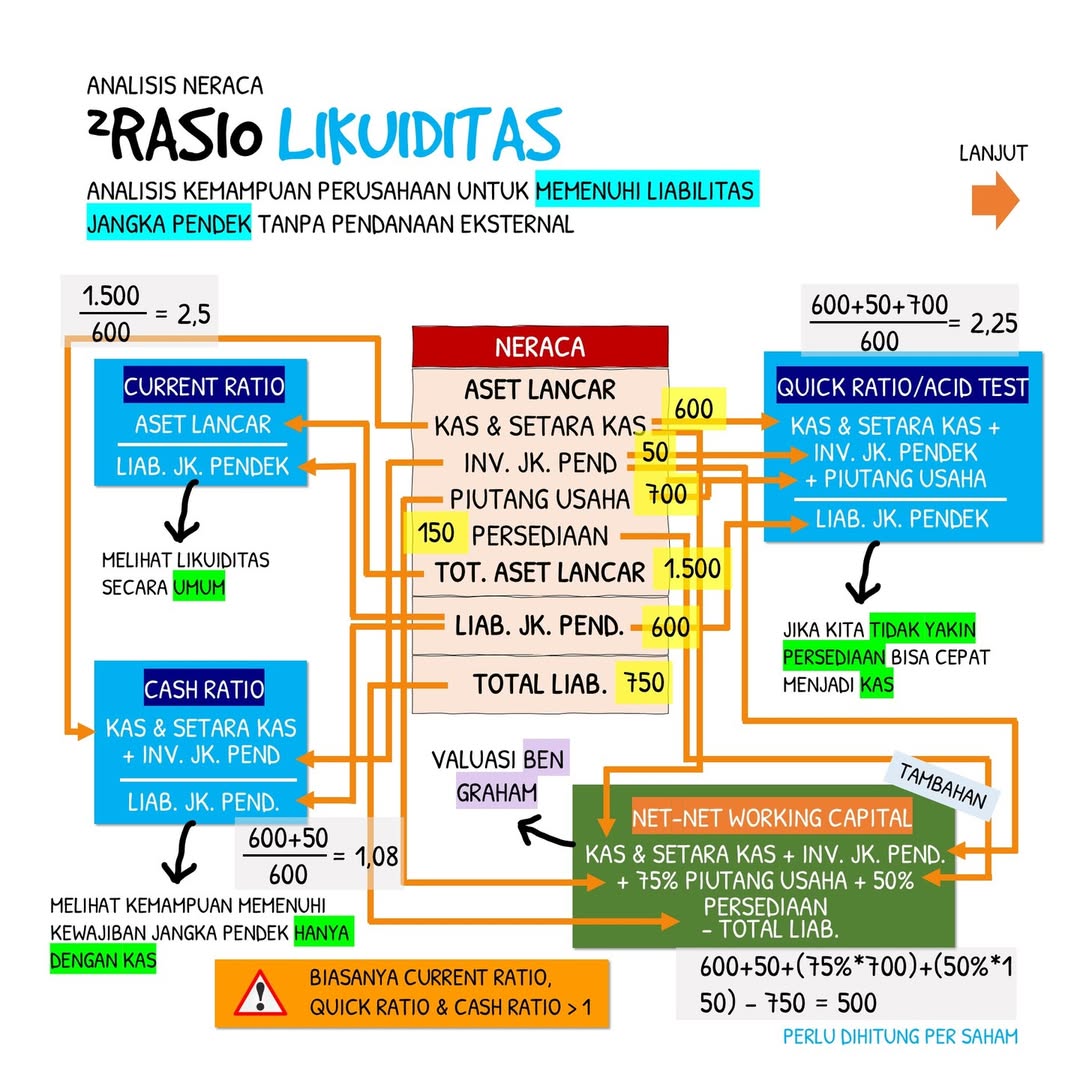 ANALISIS NERACA
²RASIO LIKUIDITAS
ANALISIS KEMAMPUAN PERUSAHAAN UNTUK MEMENUHI LIABILITAS
JANGKA PENDEK TANPA PENDANAAN EKSTERNAL
LANJUT
1.500
600
= 2,5
CURRENT RATIO
ASET LANCAR
LIAB. JK. PENDEK
MELIHAT LIKUIDITAS
SECARA UMUM
NERACA
ASET LANCAR
KAS & SETARA KAS 600
INV. JK. PEND 50
PIUTANG USAHA 700
150 PERSEDIAAN
TOT. ASET LANCAR 1.500
LIAB. JK. PEND. 600
TOTAL LIAB. 750
600+50+700
600
= 2,25
QUICK RATIO/ACID TEST
KAS & SETARA KAS +
INV. JK. PENDEK
+ PIUTANG USAHA
LIAB. JK. PENDEK
JIKA KITA TIDAK YAKIN
PERSEDIAAN BISA CEPAT
MENJADI KAS
CASH RATIO
KAS & SETARA KAS
+ INV. JK. PEND
LIAB. JK. PEND.
600+50
600
= 1,08
MELIHAT KEMAMPUAN MEMENUHI
KEWAJIBAN JANGKA PENDEK HANYA
DENGAN KAS
VALUASI BEN
GRAHAM
TAMBAHAN
NET-NET WORKING CAPITAL
KAS & SETARA KAS + INV. JK. PEND.
+ 75% PIUTANG USAHA + 50%
PERSEDIAAN
- TOTAL LIAB.
600+50+(75%*700)+(50%*1
50) - 750 = 500
PERLU DIHITUNG PER SAHAM
BIASANYA CURRENT RATIO,
QUICK RATIO & CASH RATIO > 1